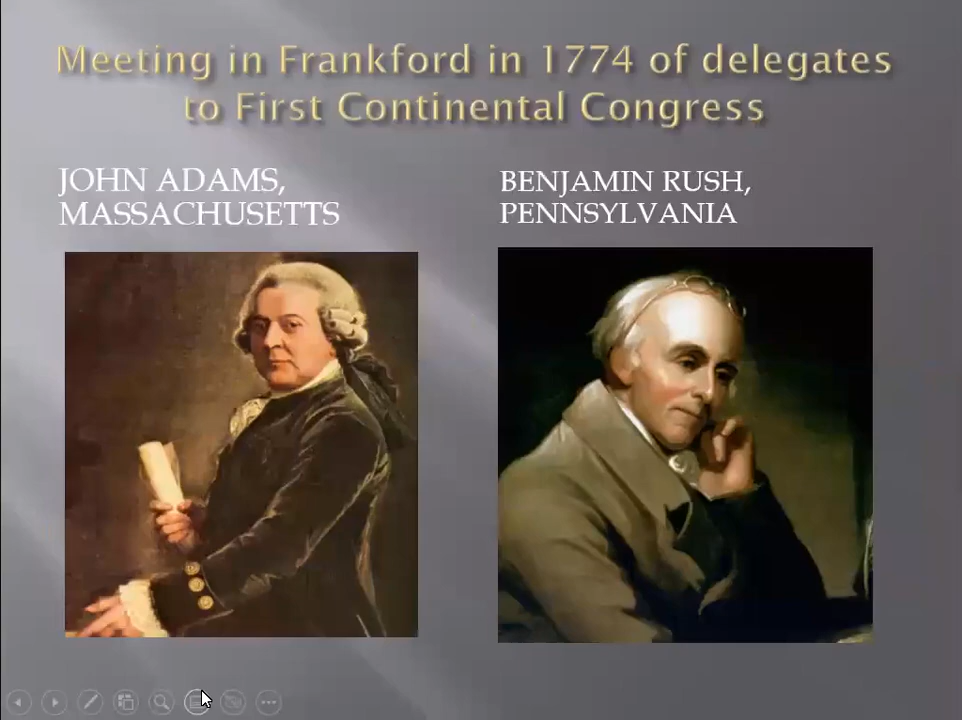 Meeting in Frankford in 1774 of delegates
to First Continental Congress
JOHN ADAMS,
MASSACHUSETTS
BENJAMIN RUSH,
PENNSYLVANIA